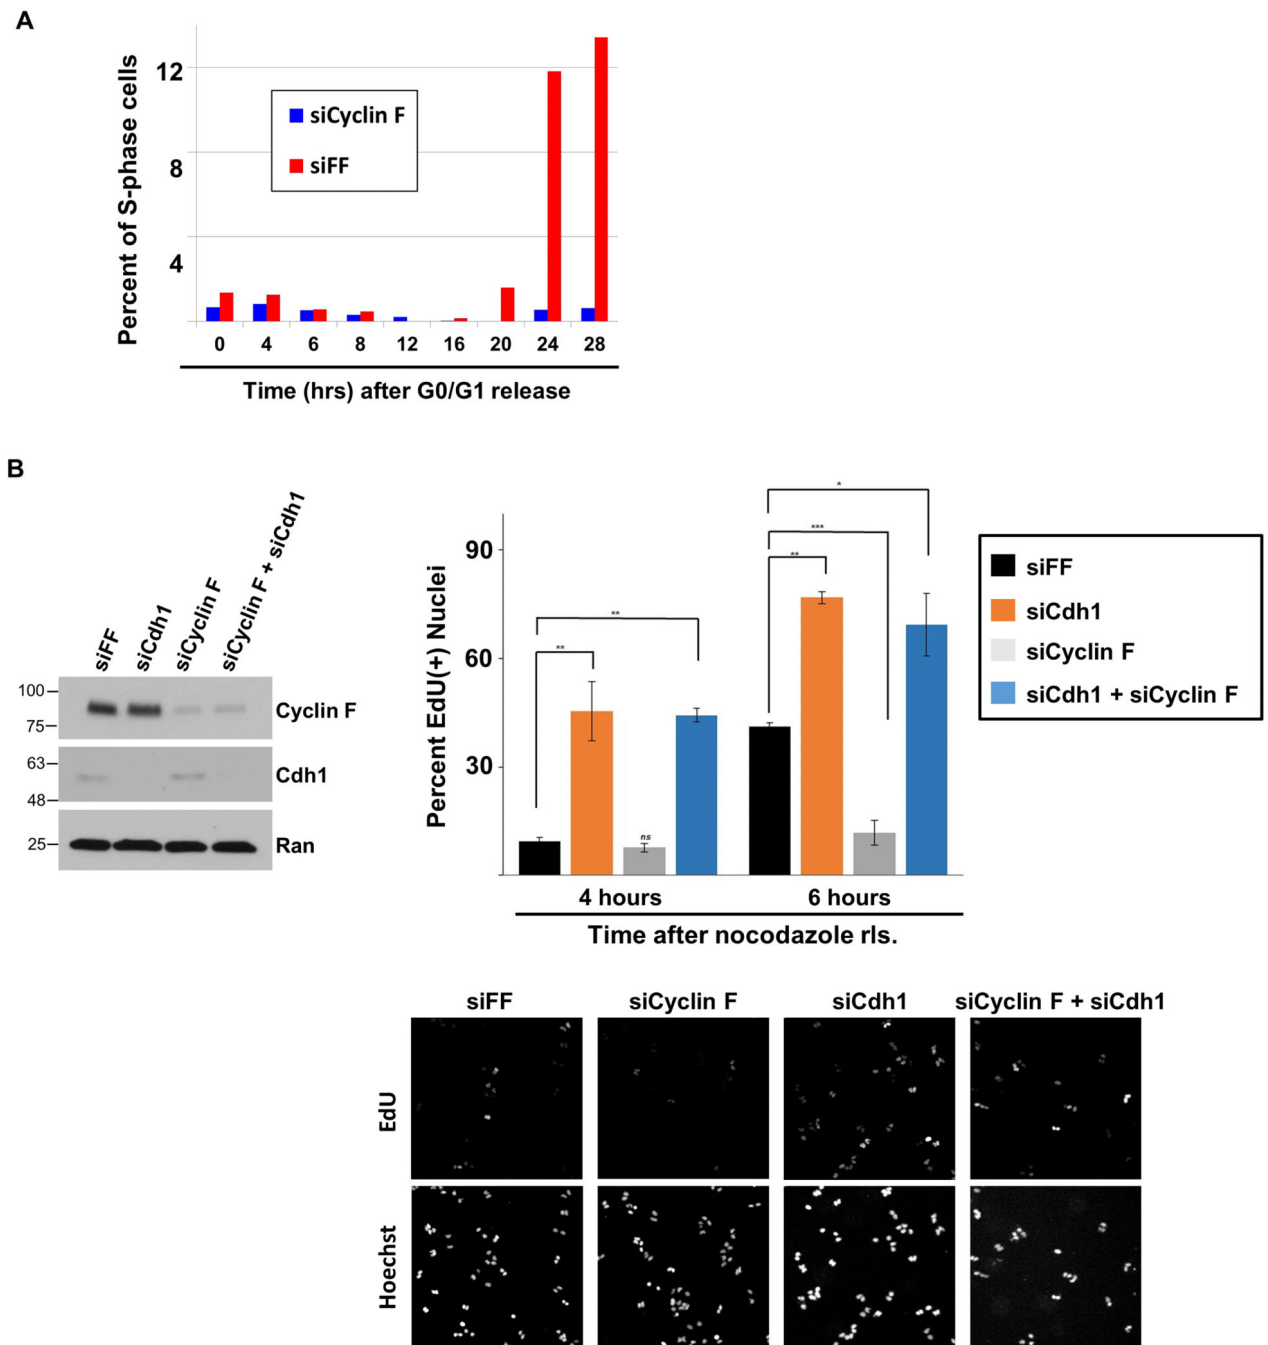 A
Percent of S-phase cells
12
8
4
siCyclin F
siFF
0 4 6 8 12 16 20 24 28
Time (hrs) after G0/G1 release
B
siFF
siCdh1
siCyclin F
siCyclin F + siCdh1
100
75
Cyclin F
63
48
Cdh1
25
Ran
Percent EdU(+) Nuclei
90
60
30
**
**
ns
*
***
**
4 hours 6 hours
Time after nocodazole rls.
siFF
siCdh1
siCyclin F
siCdh1 + siCyclin F
siFF siCyclin F siCdh1 siCyclin F + siCdh1
EdU
Hoechst